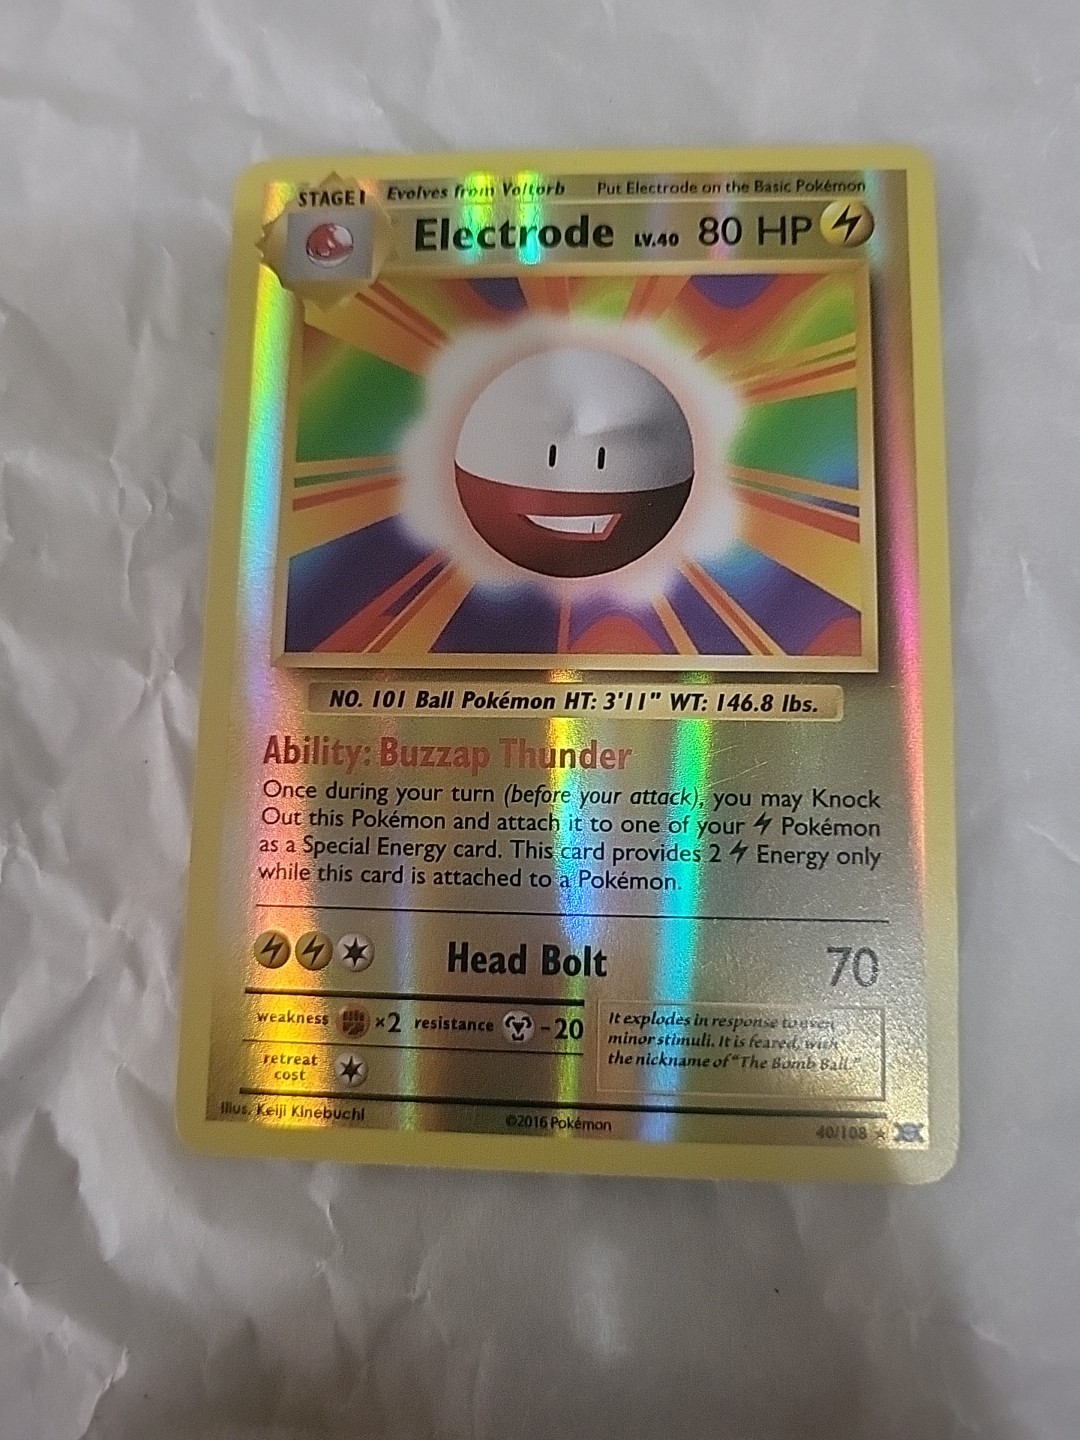 STAGE 1 Evolves from Voltorb Put Electrode on the Basic Pokémon
Electrode LV.40 80 HP
NO. 101 Ball Pokémon HT: 3'11" WT: 146.8 lbs.
Ability: Buzzap Thunder
Once during your turn (before your attack), you may Knock
Out this Pokémon and attach it to one of your Pokémon
as a Special Energy card. This card provides 2 Energy only
while this card is attached to a Pokémon.
Head Bolt 70
weakness ×2 resistance -20
retreat
cost
It explodes in response to even
minor stimuli. It is feared, with
the nickname of "The Bomb Ball."
Illus. Keiji Kinebuchi
©2016 Pokémon
40/108